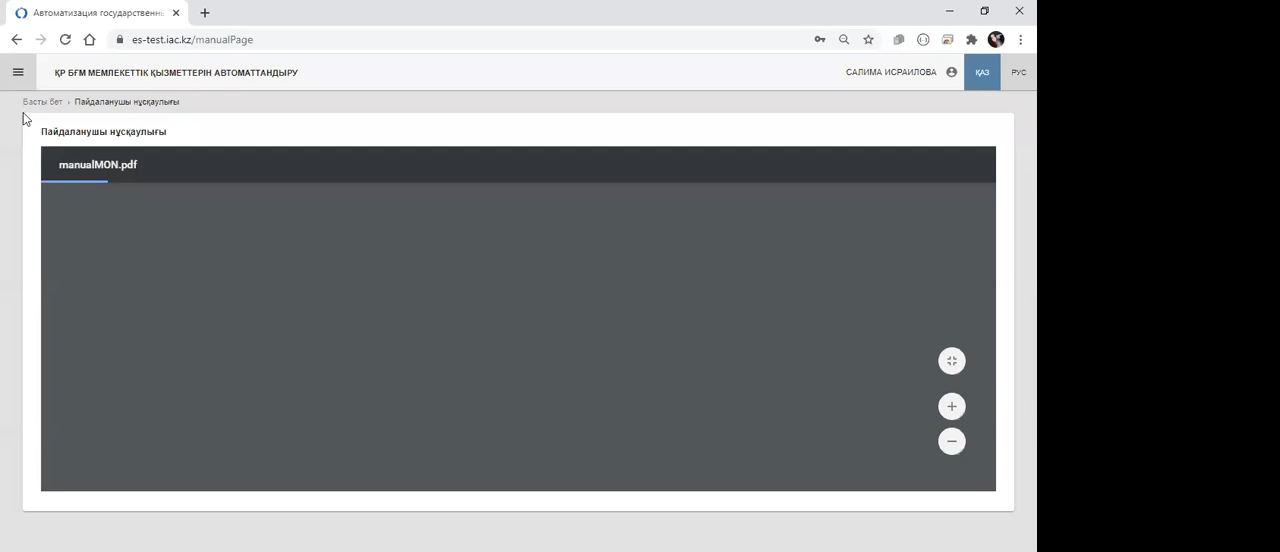 Автоматизация государственны
es-test.iac.kz/manualPage
ҚР БҒМ МЕМЛЕКЕТТІК ҚЫЗМЕТТЕРІН АВТОМАТТАНДЫРУ
САЛИМА ИСРАИЛОВА
ҚАЗ
РУС
Басты бет › Пайдаланушы нұсқаулығы
Пайдаланушы нұсқаулығы
manualMON.pdf